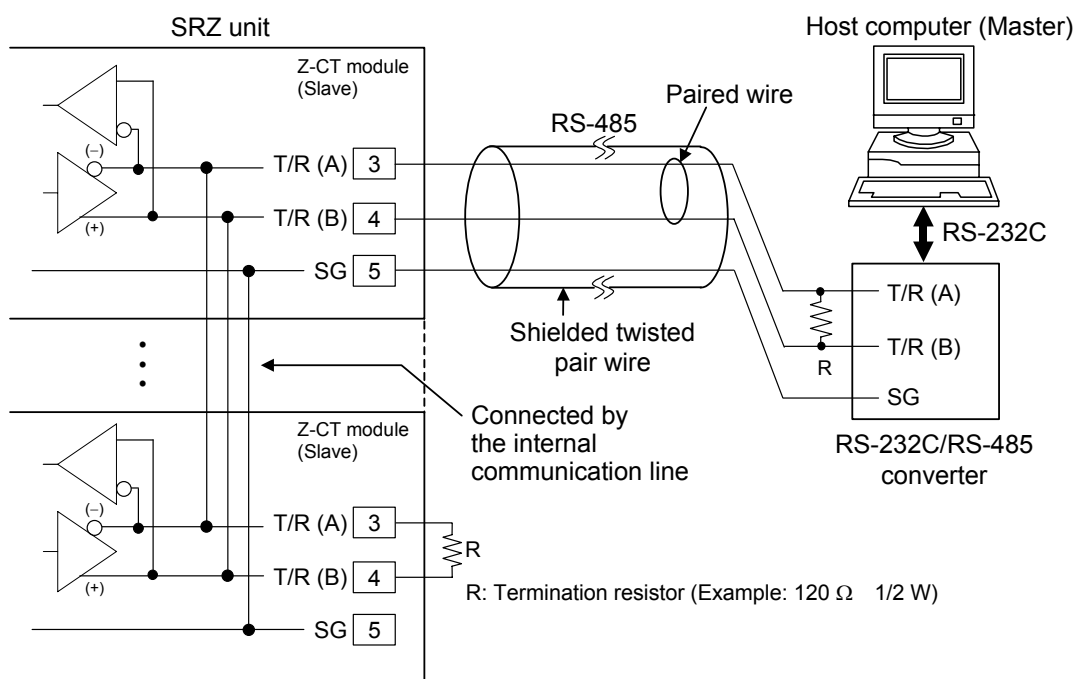 SRZ unit
Host computer (Master)
Z-CT module
(Slave)
Paired wire
RS-485
(−)
T/R (A) 3
T/R (B) 4
(+)
SG 5
RS-232C
T/R (A)
T/R (B)
R
SG
Shielded twisted
pair wire
RS-232C/RS-485
converter
Connected by
the internal
communication line
Z-CT module
(Slave)
(−)
T/R (A) 3
R
T/R (B) 4
(+)
R: Termination resistor (Example: 120 Ω 1/2 W)
SG 5